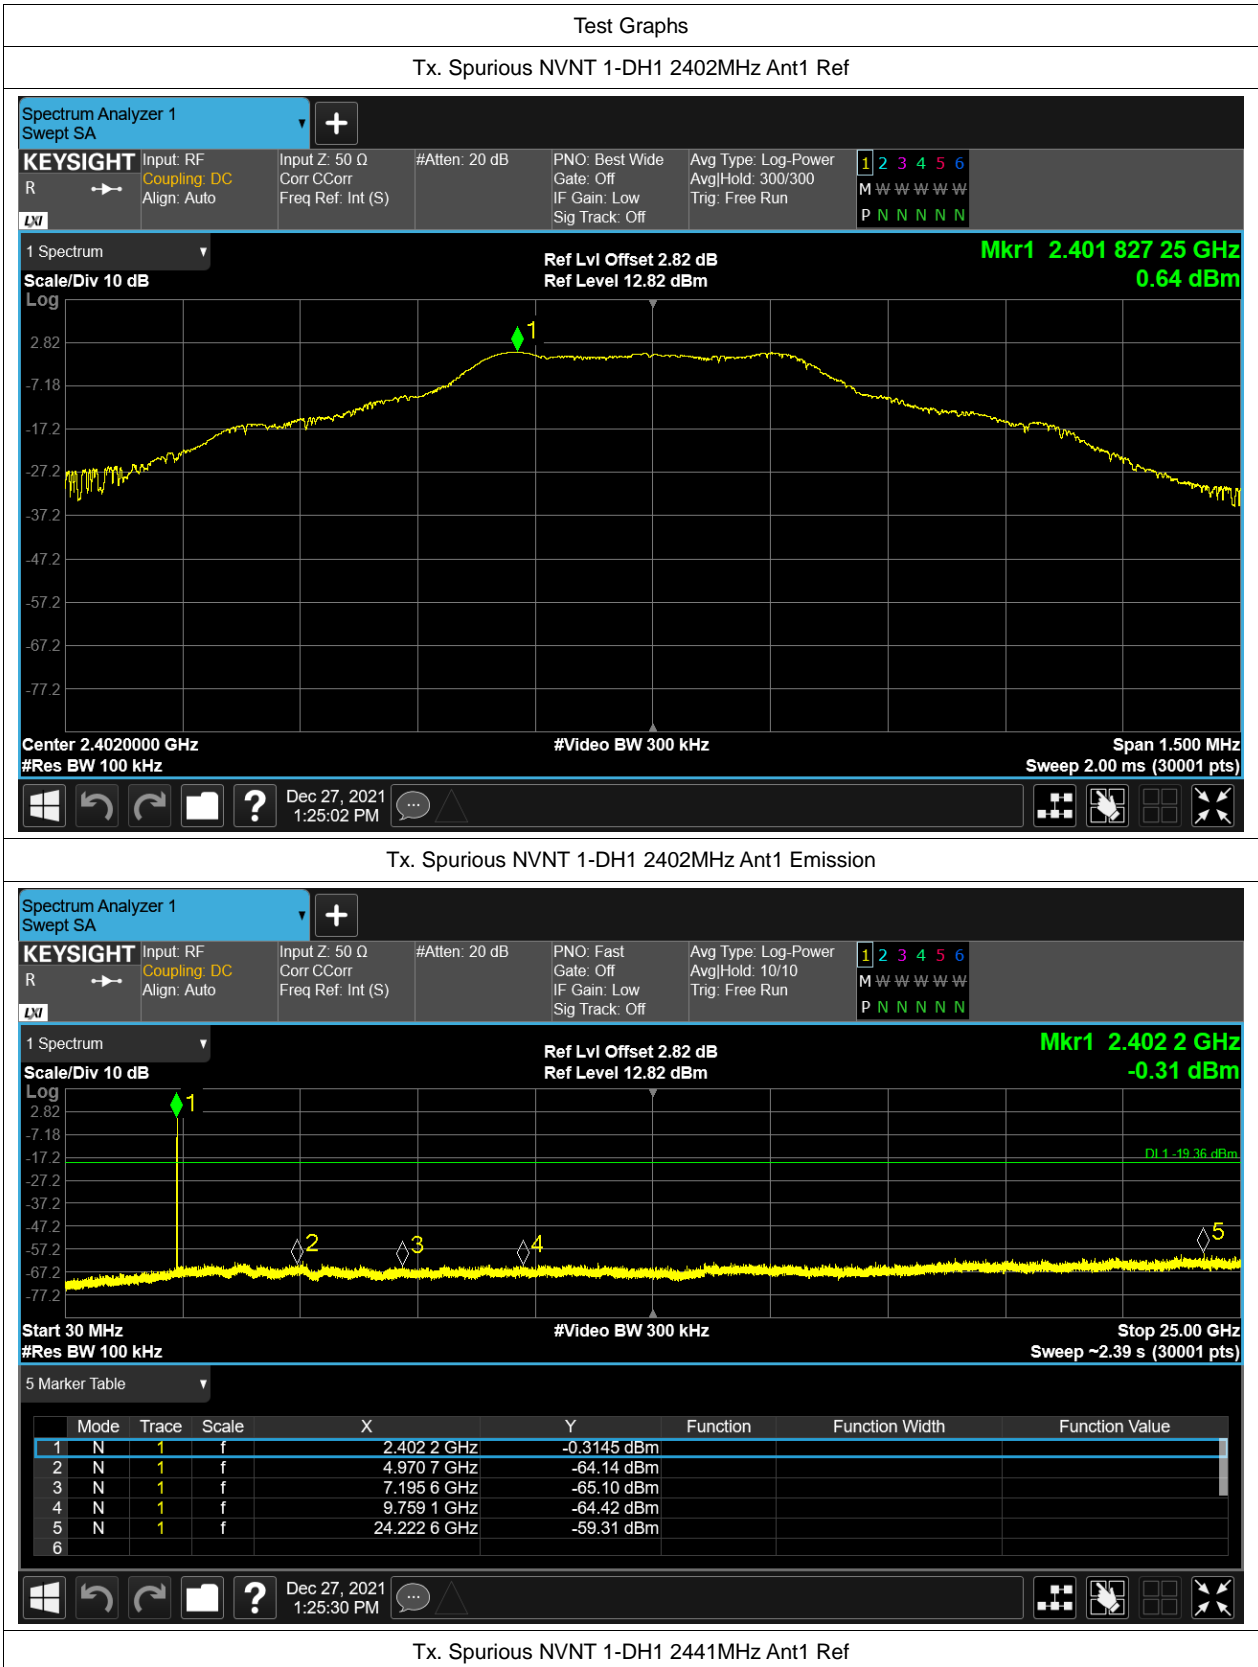 Test Graphs
Tx. Spurious NVNT 1-DH1 2402MHz Ant1 Ref
Spectrum Analyzer 1
Swept SA
KEYSIGHT Input: RF Input Z: 50 Ω #Atten: 20 dB PNO: Best Wide Avg Type: Log-Power 1 2 3 4 5 6
R Coupling: DC Corr CCorr Gate: Off Avg|Hold: 300/300 M W W W W W
Align: Auto Freq Ref: Int (S) IF Gain: Low Trig: Free Run
LXI Sig Track: Off P N N N N N
1 Spectrum Ref Lvl Offset 2.82 dB Mkr1 2.401 827 25 GHz
Scale/Div 10 dB Ref Level 12.82 dBm 0.64 dBm
Log
1
2.82
-7.18
-17.2
-27.2
-37.2
-47.2
-57.2
-67.2
-77.2
Center 2.4020000 GHz #Video BW 300 kHz Span 1.500 MHz
#Res BW 100 kHz Sweep 2.00 ms (30001 pts)
? Dec 27, 2021
1:25:02 PM
Tx. Spurious NVNT 1-DH1 2402MHz Ant1 Emission
Spectrum Analyzer 1
Swept SA
KEYSIGHT Input: RF Input Z: 50 Ω #Atten: 20 dB PNO: Fast Avg Type: Log-Power 1 2 3 4 5 6
R Coupling: DC Corr CCorr Gate: Off Avg|Hold: 10/10 M W W W W W
Align: Auto Freq Ref: Int (S) IF Gain: Low Trig: Free Run
LXI Sig Track: Off P N N N N N
1 Spectrum Ref Lvl Offset 2.82 dB Mkr1 2.402 2 GHz
Scale/Div 10 dB Ref Level 12.82 dBm -0.31 dBm
Log
1
2.82
-7.18
-17.2 DL1 -19.36 dBm
-27.2
-37.2
-47.2
2 3 4 5
-57.2
-67.2
-77.2
Start 30 MHz #Video BW 300 kHz Stop 25.00 GHz
#Res BW 100 kHz Sweep ~2.39 s (30001 pts)
5 Marker Table
Mode Trace Scale X Y Function Function Width Function Value
1 N 1 f 2.402 2 GHz -0.3145 dBm
2 N 1 f 4.970 7 GHz -64.14 dBm
3 N 1 f 7.195 6 GHz -65.10 dBm
4 N 1 f 9.759 1 GHz -64.42 dBm
5 N 1 f 24.222 6 GHz -59.31 dBm
6
? Dec 27, 2021
1:25:30 PM
Tx. Spurious NVNT 1-DH1 2441MHz Ant1 Ref